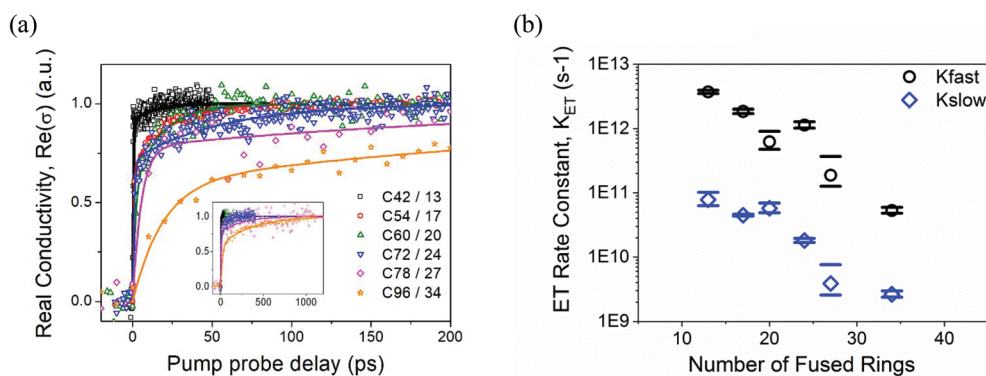 (a)
Real Conductivity, Re(σ) (a.u.)
1.0
0.5
0.0
C42 / 13
C54 / 17
C60 / 20
C72 / 24
C78 / 27
C96 / 34
1.0
0.5
0.0
0 500 1000
0 50 100 150 200
Pump probe delay (ps)
(b)
ET Rate Constant, KET (s-1)
1E13
1E12
1E11
1E10
1E9
Kfast
Kslow
10 20 30 40
Number of Fused Rings